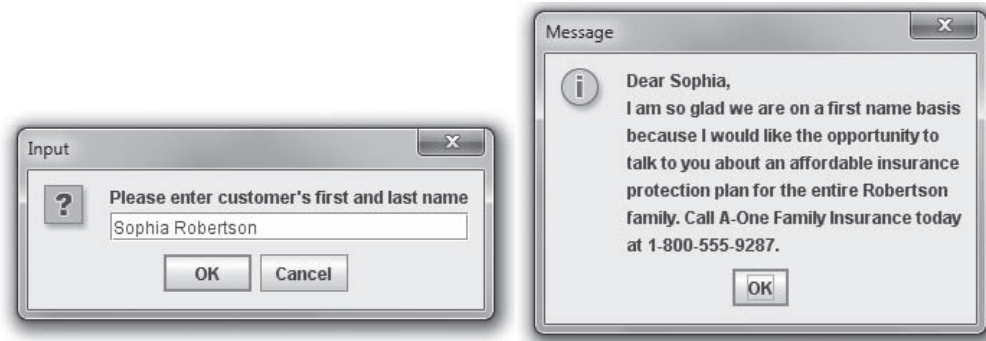 Input
Please enter customer's first and last name
Sophia Robertson
OK Cancel
Message
Dear Sophia,
I am so glad we are on a first name basis
because I would like the opportunity to
talk to you about an affordable insurance
protection plan for the entire Robertson
family. Call A-One Family Insurance today
at 1-800-555-9287.
OK